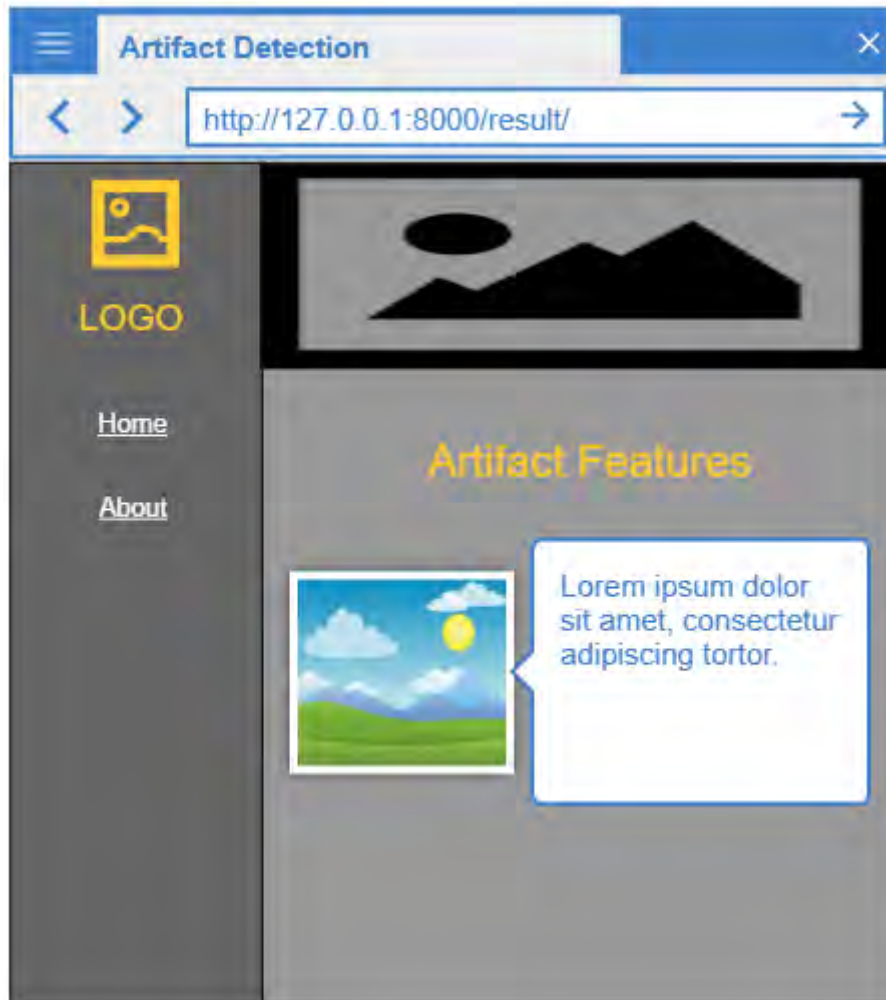 Artifact Detection
http://127.0.0.1:8000/result/
LOGO
Home
About
Artifact Features
Lorem ipsum dolor
sit amet, consectetur
adipiscing tortor.